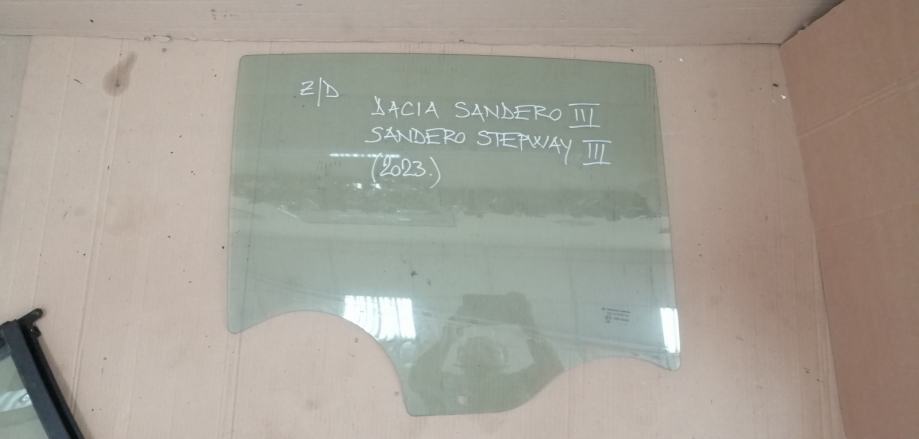 Z/D
DACIA SANDERO III
SANDERO STEPWAY III
(2023.)